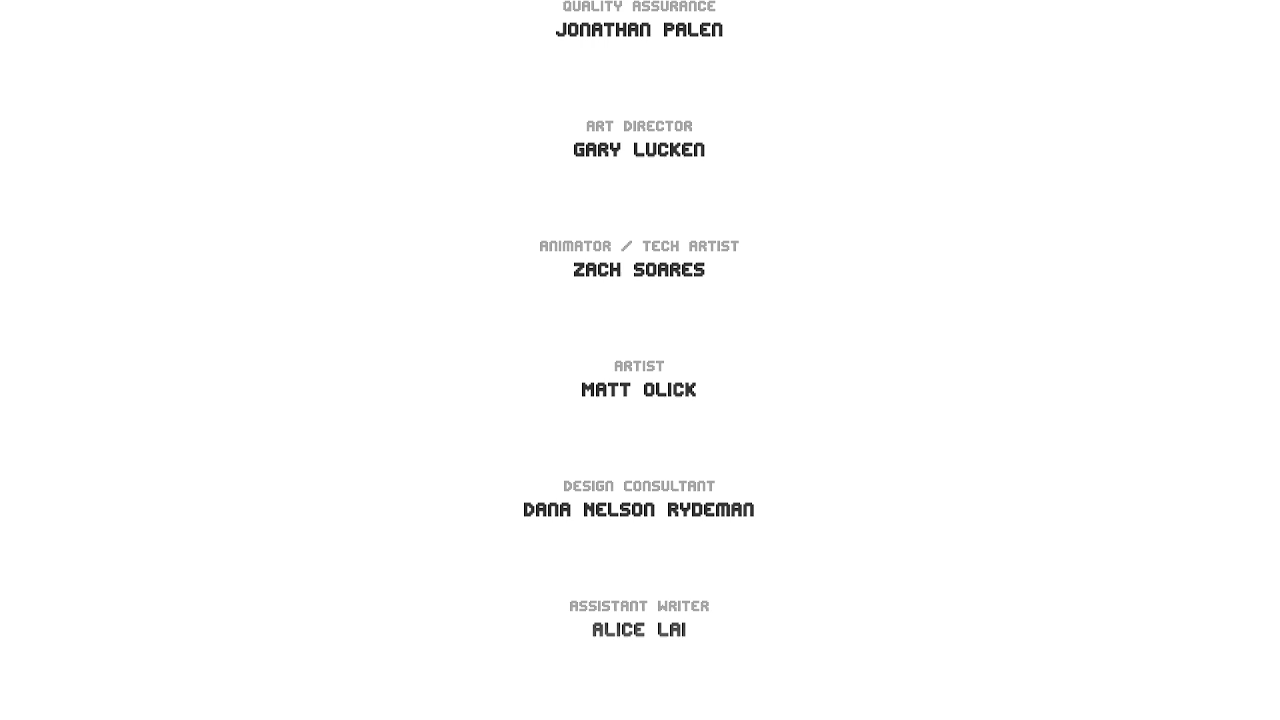 QUALITY ASSURANCE
JONATHAN PALEN
ART DIRECTOR
GARY LUCKEN
ANIMATOR / TECH ARTIST
ZACH SOARES
ARTIST
MATT OLICK
DESIGN CONSULTANT
DANA NELSON RYDEMAN
ASSISTANT WRITER
ALICE LAI